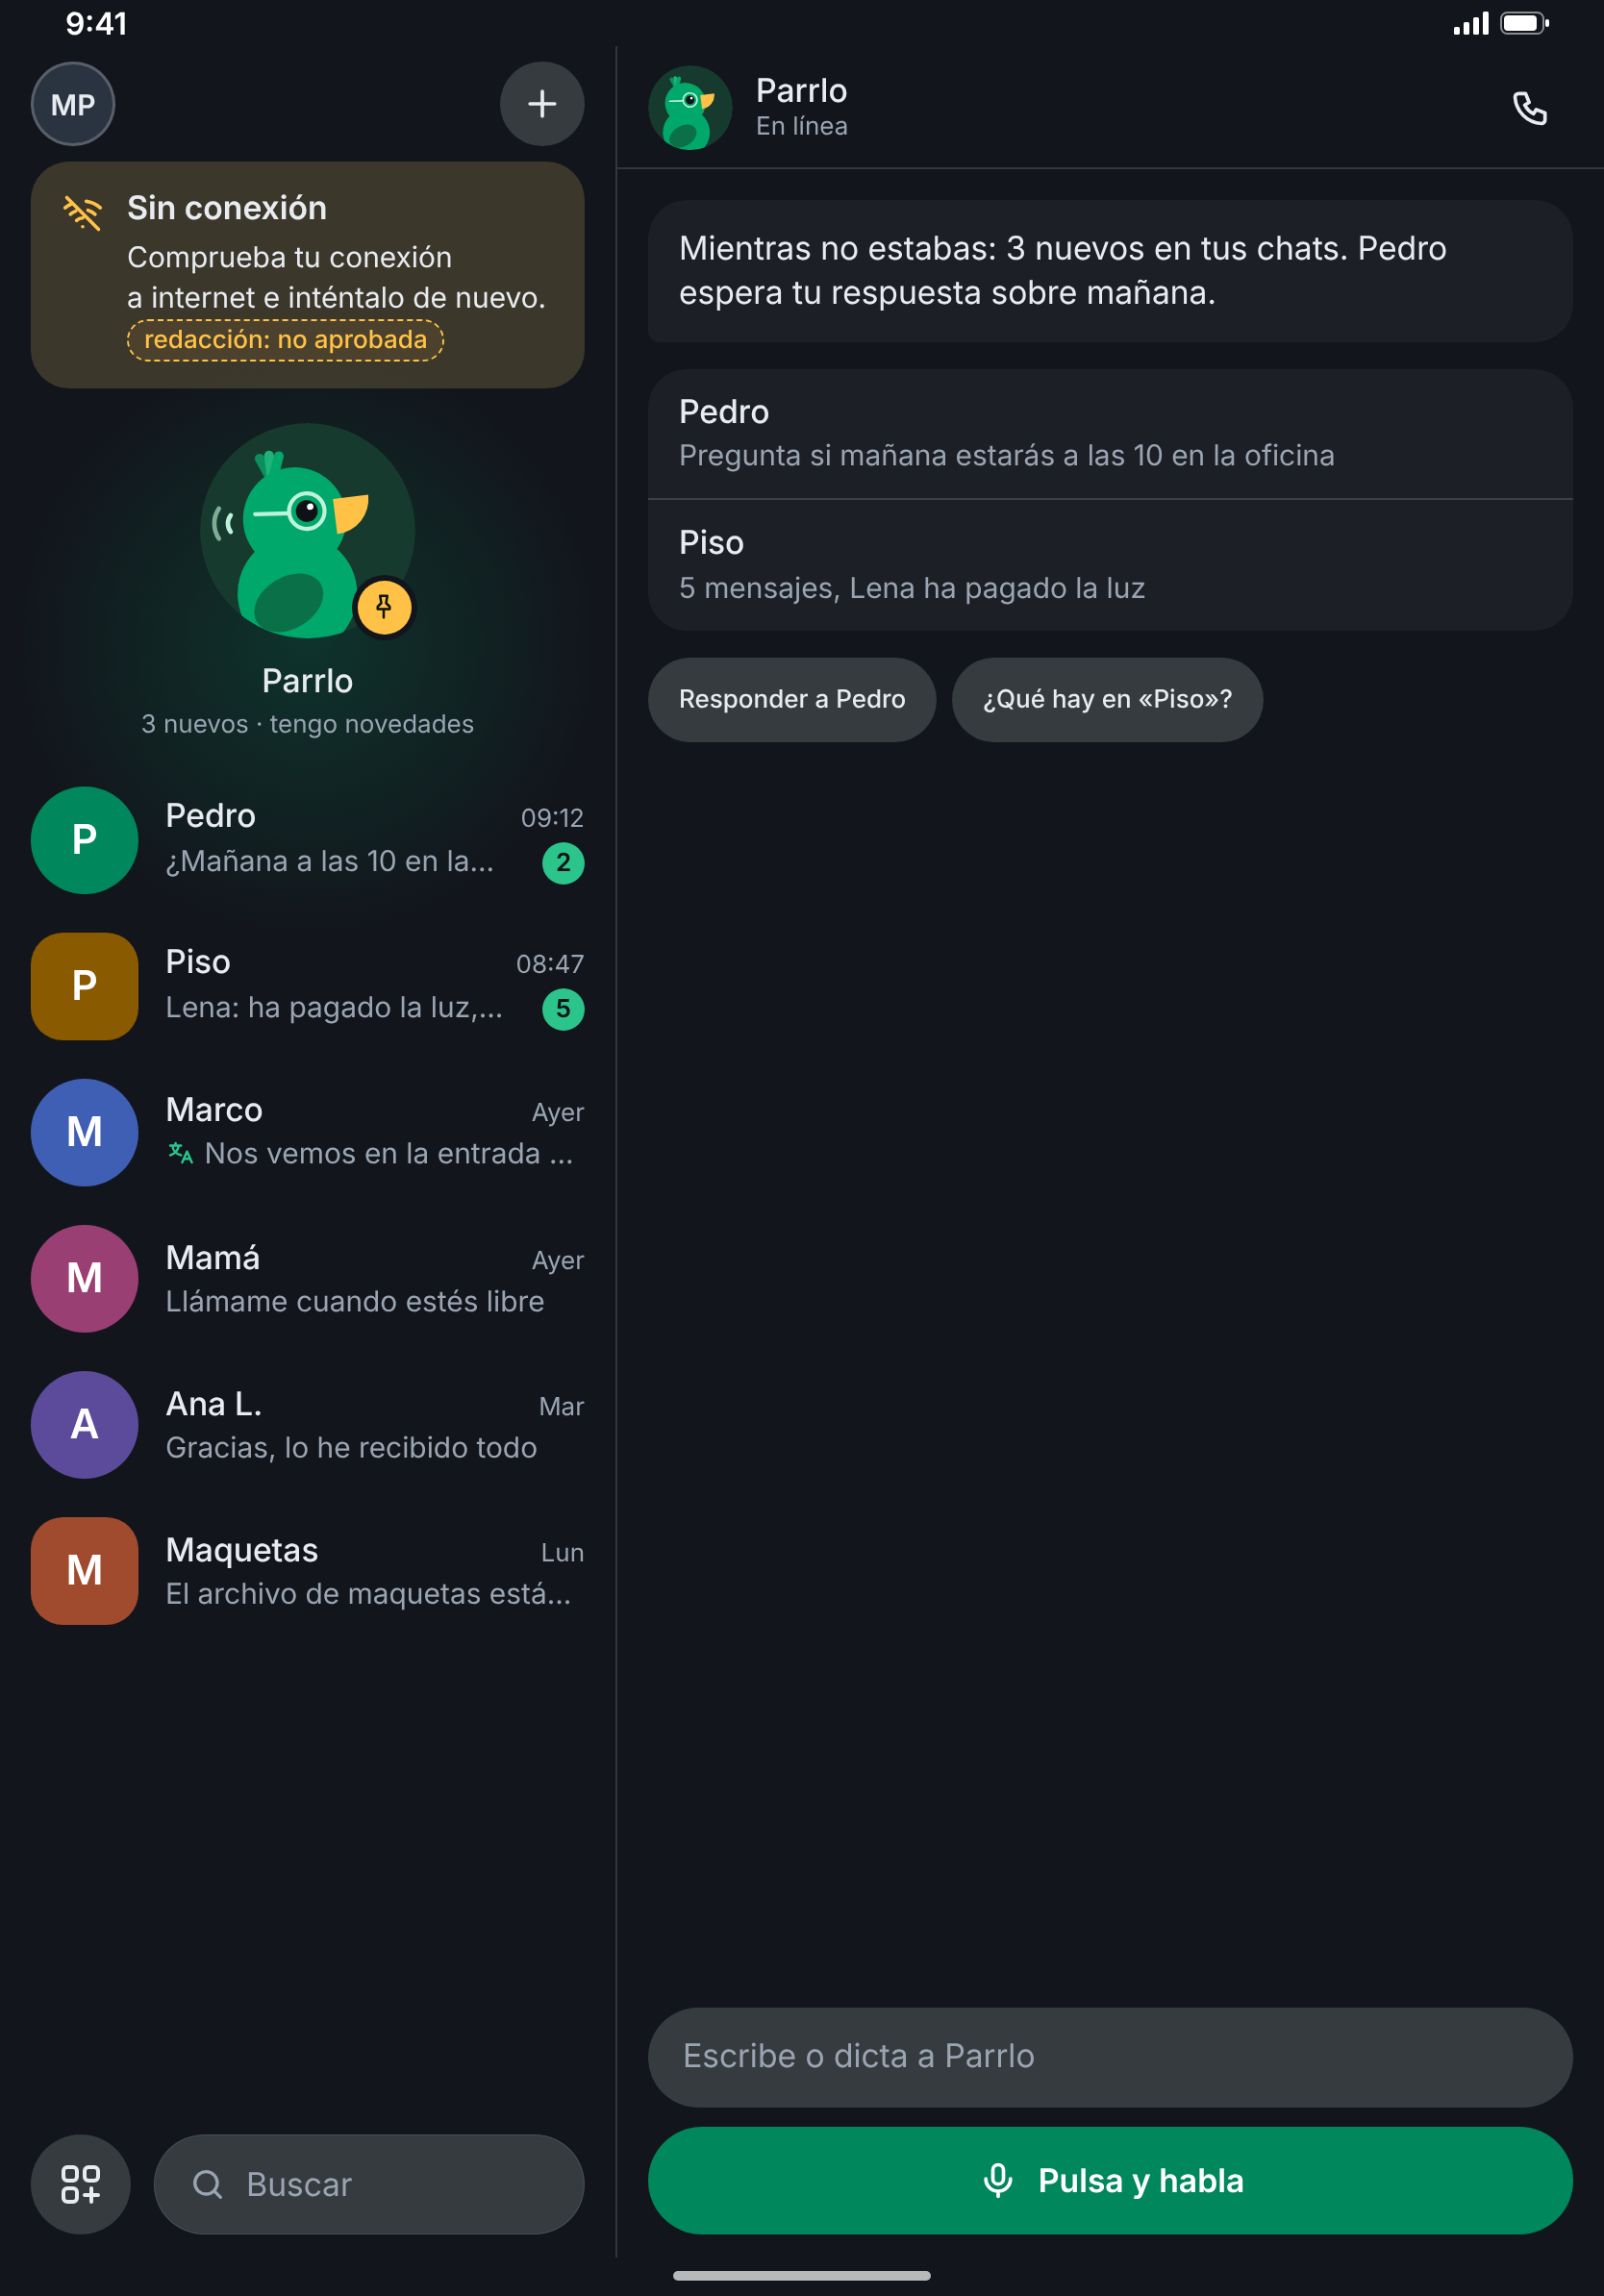 9:41
MP
Sin conexión
Comprueba tu conexión
a internet e inténtalo de nuevo.
redacción: no aprobada
Parrlo
3 nuevos · tengo novedades
P
Pedro
09:12
¿Mañana a las 10 en la...
2
P
Piso
08:47
Lena: ha pagado la luz,...
5
M
Marco
Ayer
Nos vemos en la entrada ...
M
Mamá
Ayer
Llámame cuando estés libre
A
Ana L.
Mar
Gracias, lo he recibido todo
M
Maquetas
Lun
El archivo de maquetas está...
Buscar
Parrlo
En línea
Mientras no estabas: 3 nuevos en tus chats. Pedro
espera tu respuesta sobre mañana.
Pedro
Pregunta si mañana estarás a las 10 en la oficina
Piso
5 mensajes, Lena ha pagado la luz
Responder a Pedro
¿Qué hay en «Piso»?
Escribe o dicta a Parrlo
Pulsa y habla